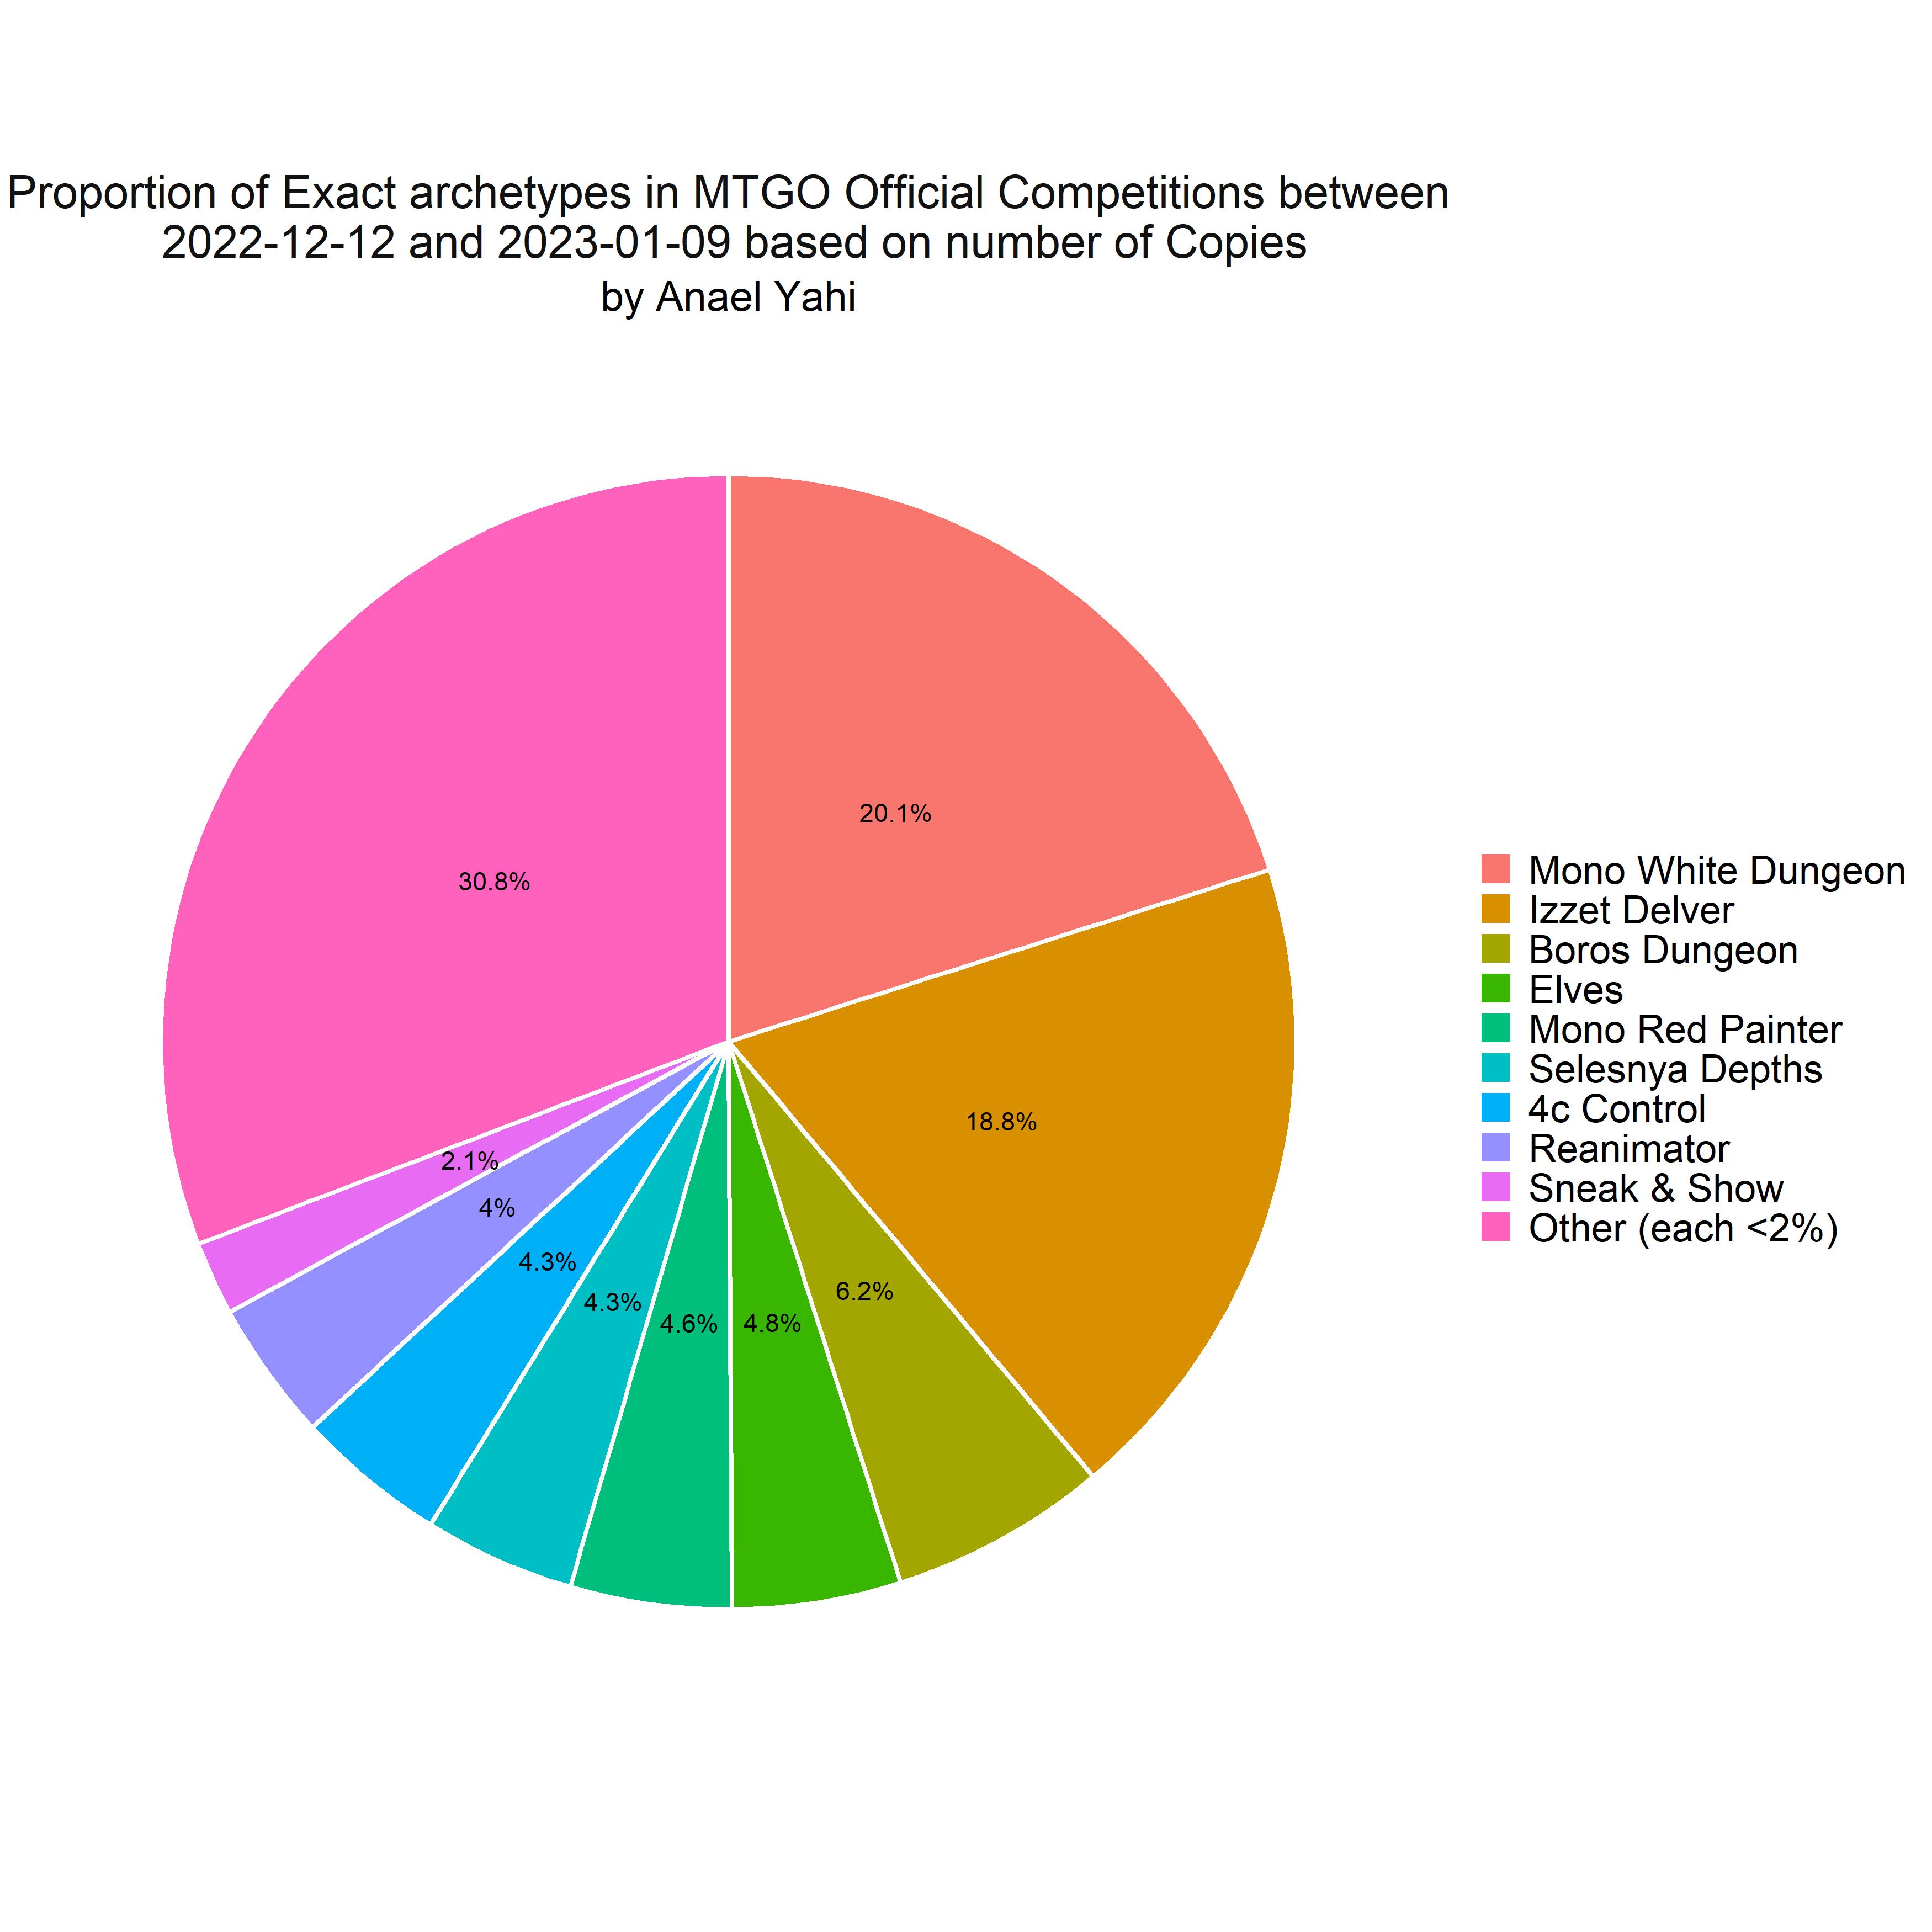 Proportion of Exact archetypes in MTGO Official Competitions between
2022-12-12 and 2023-01-09 based on number of Copies
by Anael Yahi
20.1%
30.8%
18.8%
2.1%
4%
4.3%
4.3%
4.6%
4.8%
6.2%
Mono White Dungeon
Izzet Delver
Boros Dungeon
Elves
Mono Red Painter
Selesnya Depths
4c Control
Reanimator
Sneak & Show
Other (each <2%)